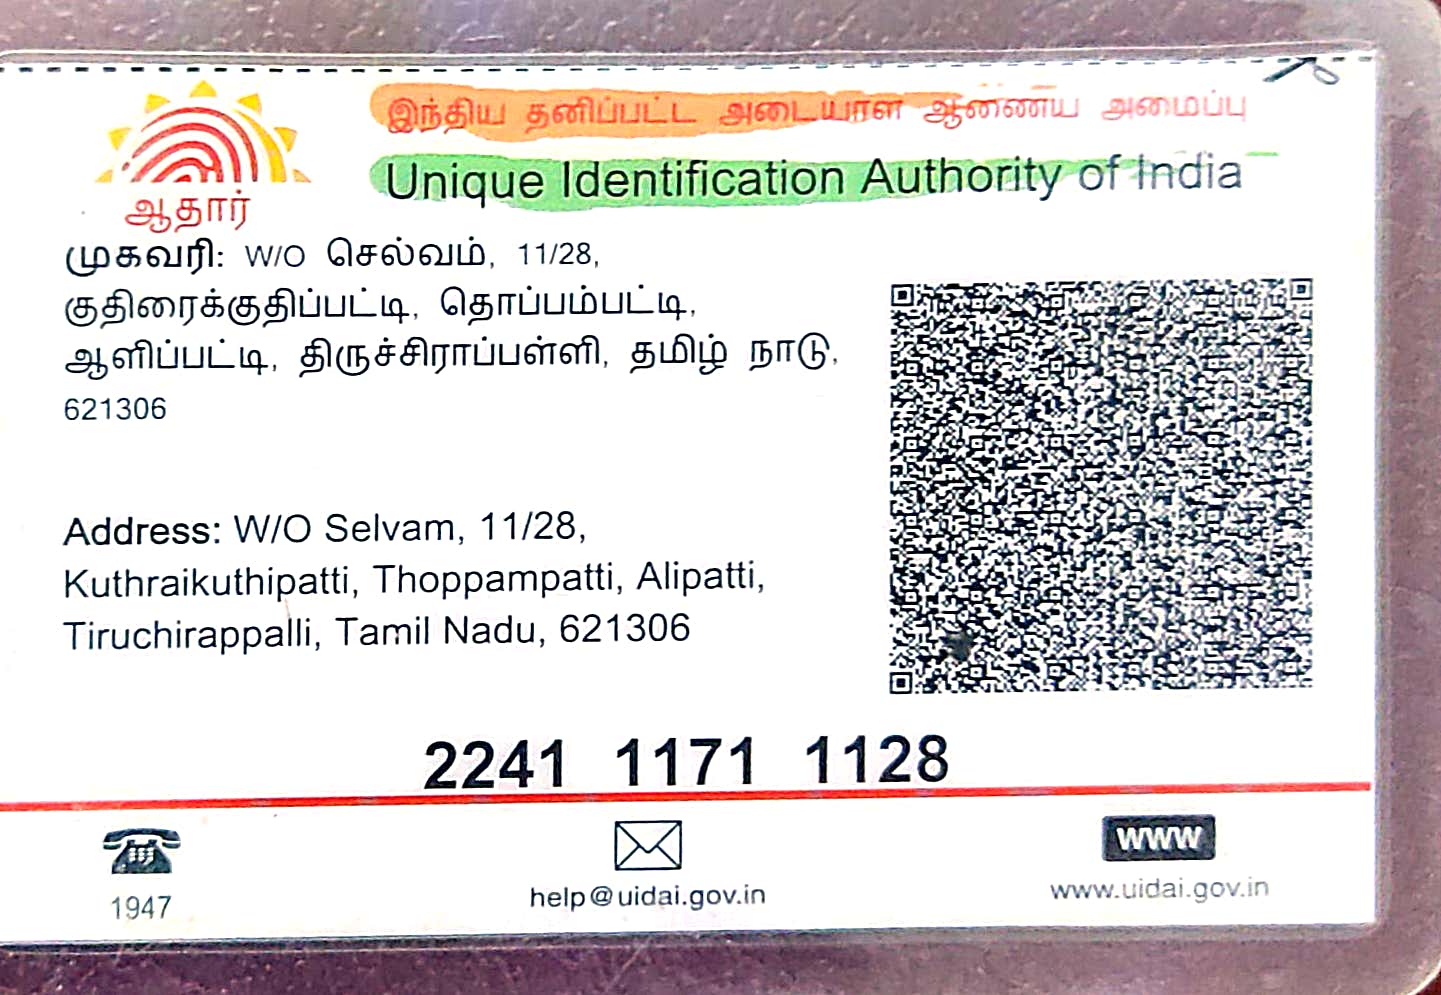 இந்திய தனிப்பட்ட அடையாள ஆணைய அமைப்பு
Unique Identification Authority of India
ஆதார்
முகவரி: W/O செல்வம், 11/28,
குதிரைக்குதிப்பட்டி, தொப்பம்பட்டி,
ஆளிப்பட்டி, திருச்சிராப்பள்ளி, தமிழ் நாடு,
621306
Address: W/O Selvam, 11/28,
Kuthraikuthipatti, Thoppampatti, Alipatti,
Tiruchirappalli, Tamil Nadu, 621306
2241 1171 1128
1947
help@uidai.gov.in
WWW
www.uidai.gov.in